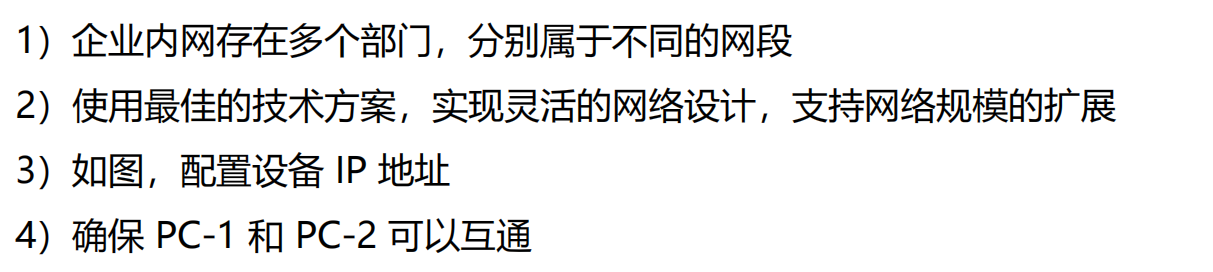 1）企业内网存在多个部门，分别属于不同的网段
2）使用最佳的技术方案，实现灵活的网络设计，支持网络规模的扩展
3）如图，配置设备 IP 地址
4）确保 PC-1 和 PC-2 可以互通